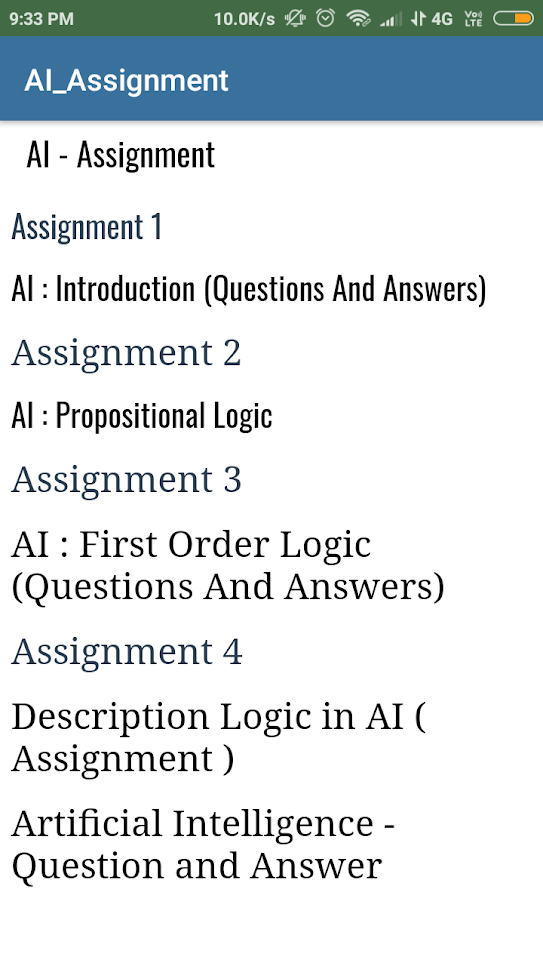 9:33 PM 10.0K/s 4G Vo) LTE
AI_Assignment
AI - Assignment
Assignment 1
AI : Introduction (Questions And Answers)
Assignment 2
AI : Propositional Logic
Assignment 3
AI : First Order Logic
(Questions And Answers)
Assignment 4
Description Logic in AI (
Assignment )
Artificial Intelligence -
Question and Answer